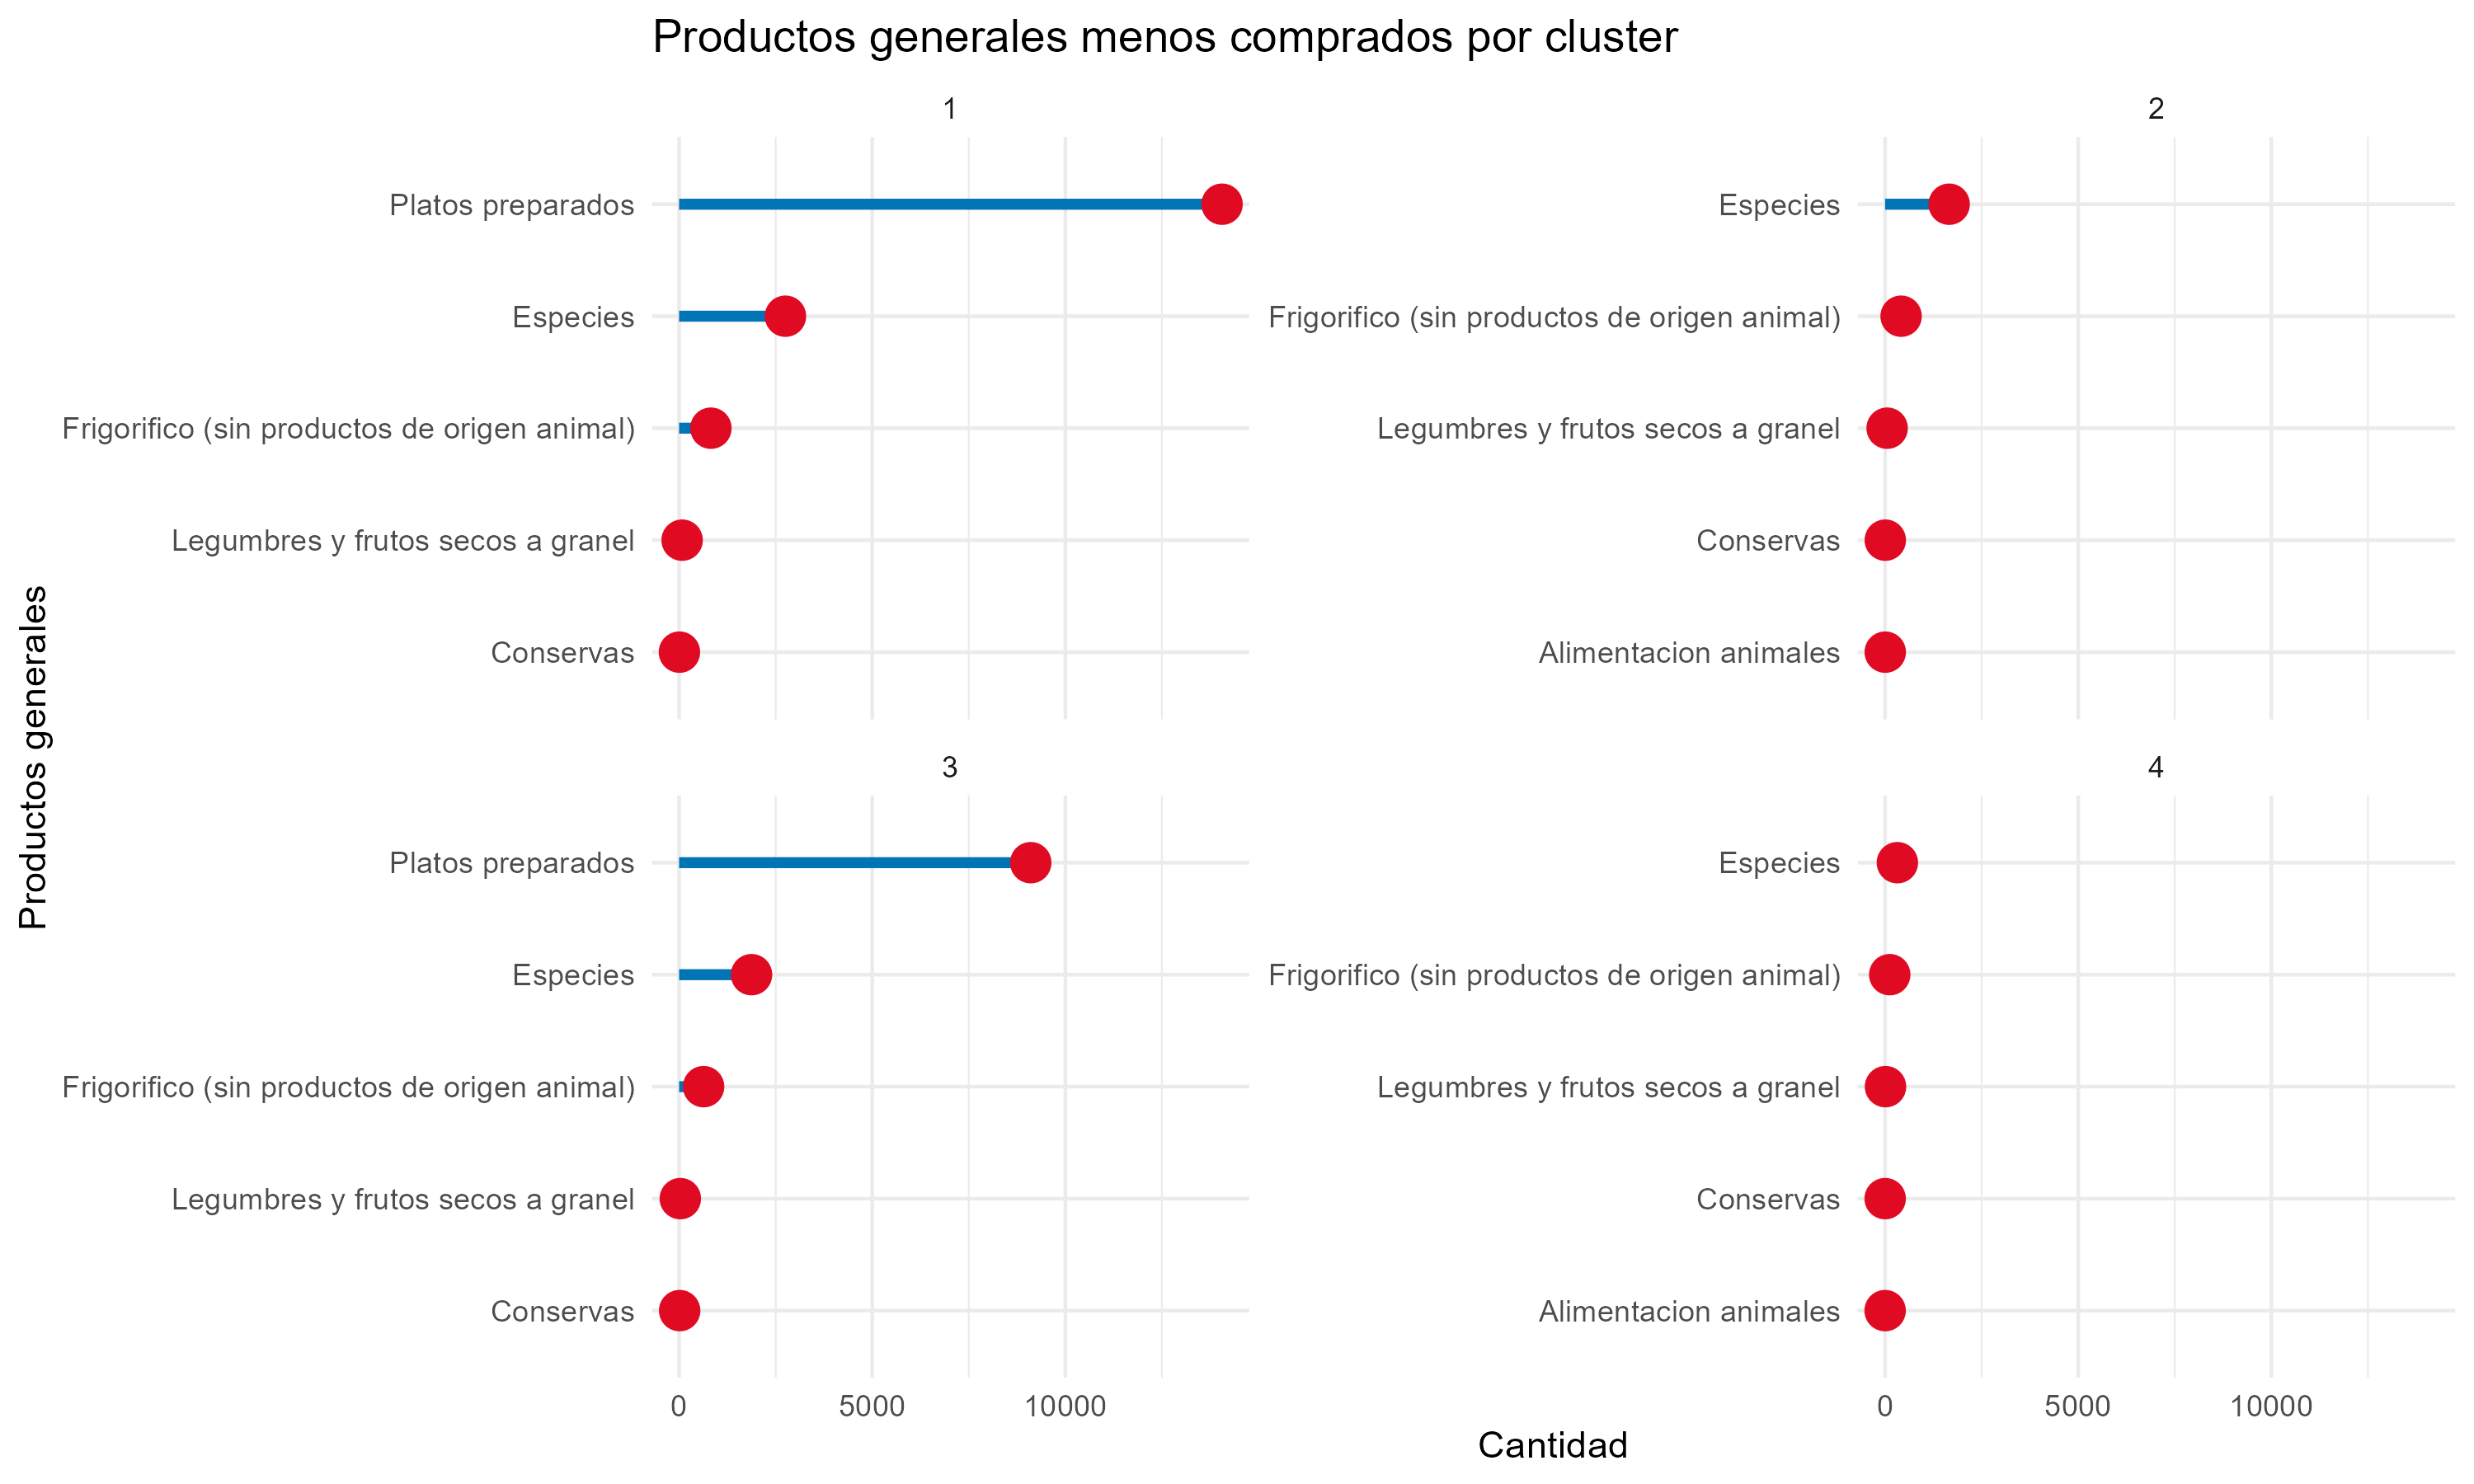 Productos generales menos comprados por cluster
1
Platos preparados
Especies
Frigorifico (sin productos de origen animal)
Legumbres y frutos secos a granel
Conservas
2
Especies
Frigorifico (sin productos de origen animal)
Legumbres y frutos secos a granel
Conservas
Alimentacion animales
Productos generales
3
Platos preparados
Especies
Frigorifico (sin productos de origen animal)
Legumbres y frutos secos a granel
Conservas
0 5000 10000
4
Especies
Frigorifico (sin productos de origen animal)
Legumbres y frutos secos a granel
Conservas
Alimentacion animales
0 5000 10000
Cantidad